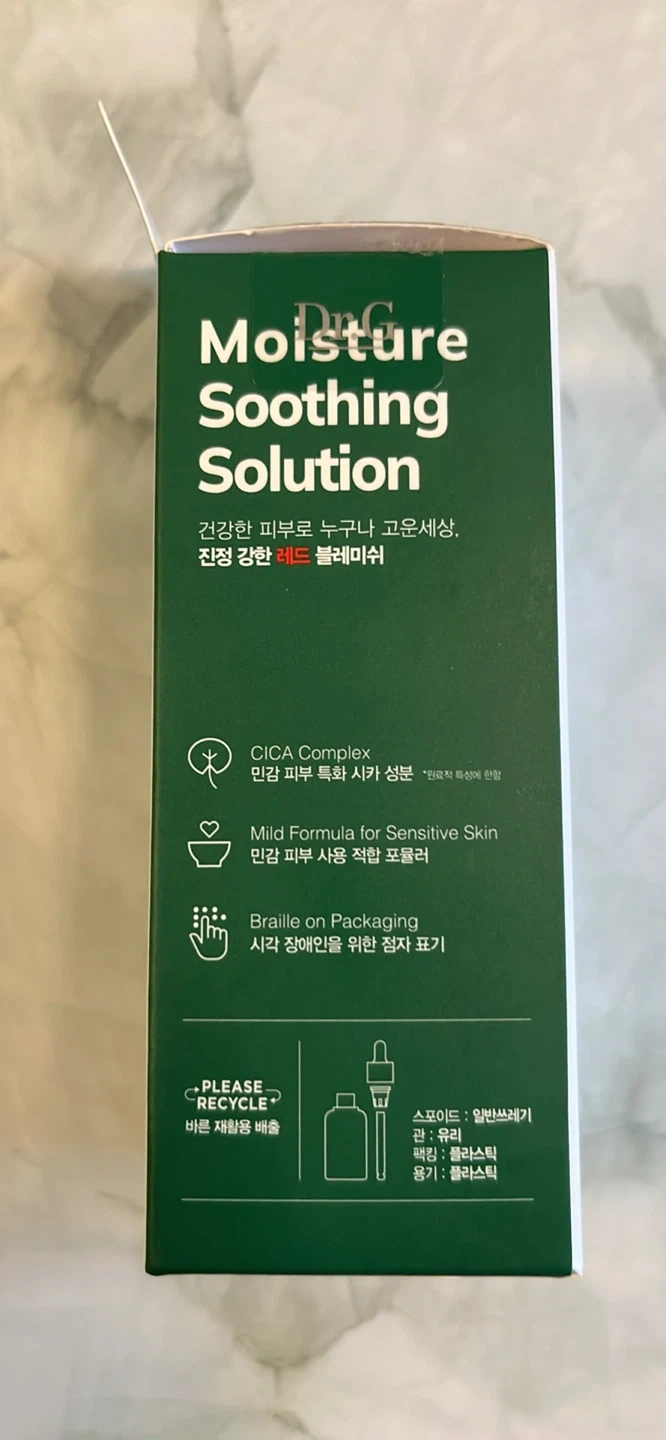 Dr.G
Moisture
Soothing
Solution
건강한 피부로 누구나 고운세상.
진정 강한 레드 블레미쉬
CICA Complex
민감 피부 특화 시카 성분 *원료적 특성에 한함
Mild Formula for Sensitive Skin
민감 피부 사용 적합 포뮬러
Braille on Packaging
시각 장애인을 위한 점자 표기
PLEASE
RECYCLE
바른 재활용 배출
스포이드 : 일반쓰레기
관 : 유리
팩킹 : 플라스틱
용기 : 플라스틱